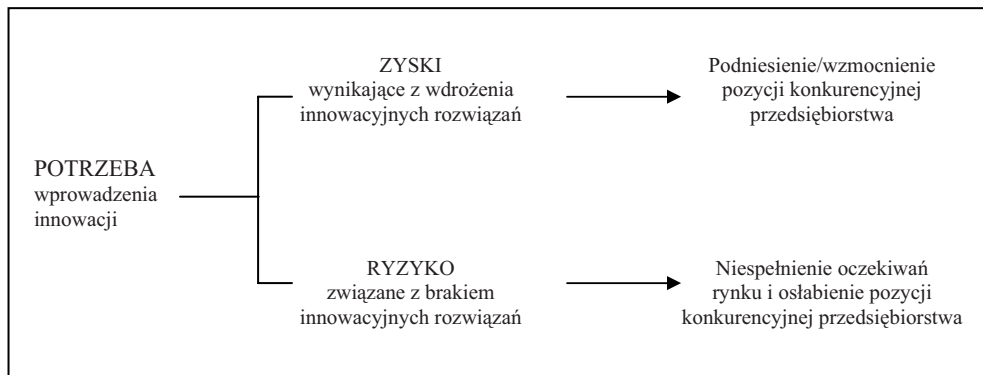 POTRZEBA
wprowadzenia
innowacji
ZYSKI
wynikające z wdrożenia
innowacyjnych rozwiązań
Podniesienie/wzmocnienie
pozycji konkurencyjnej
przedsiębiorstwa
RYZYKO
związane z brakiem
innowacyjnych rozwiązań
Niespełnienie oczekiwań
rynku i osłabienie pozycji
konkurencyjnej przedsiębiorstwa